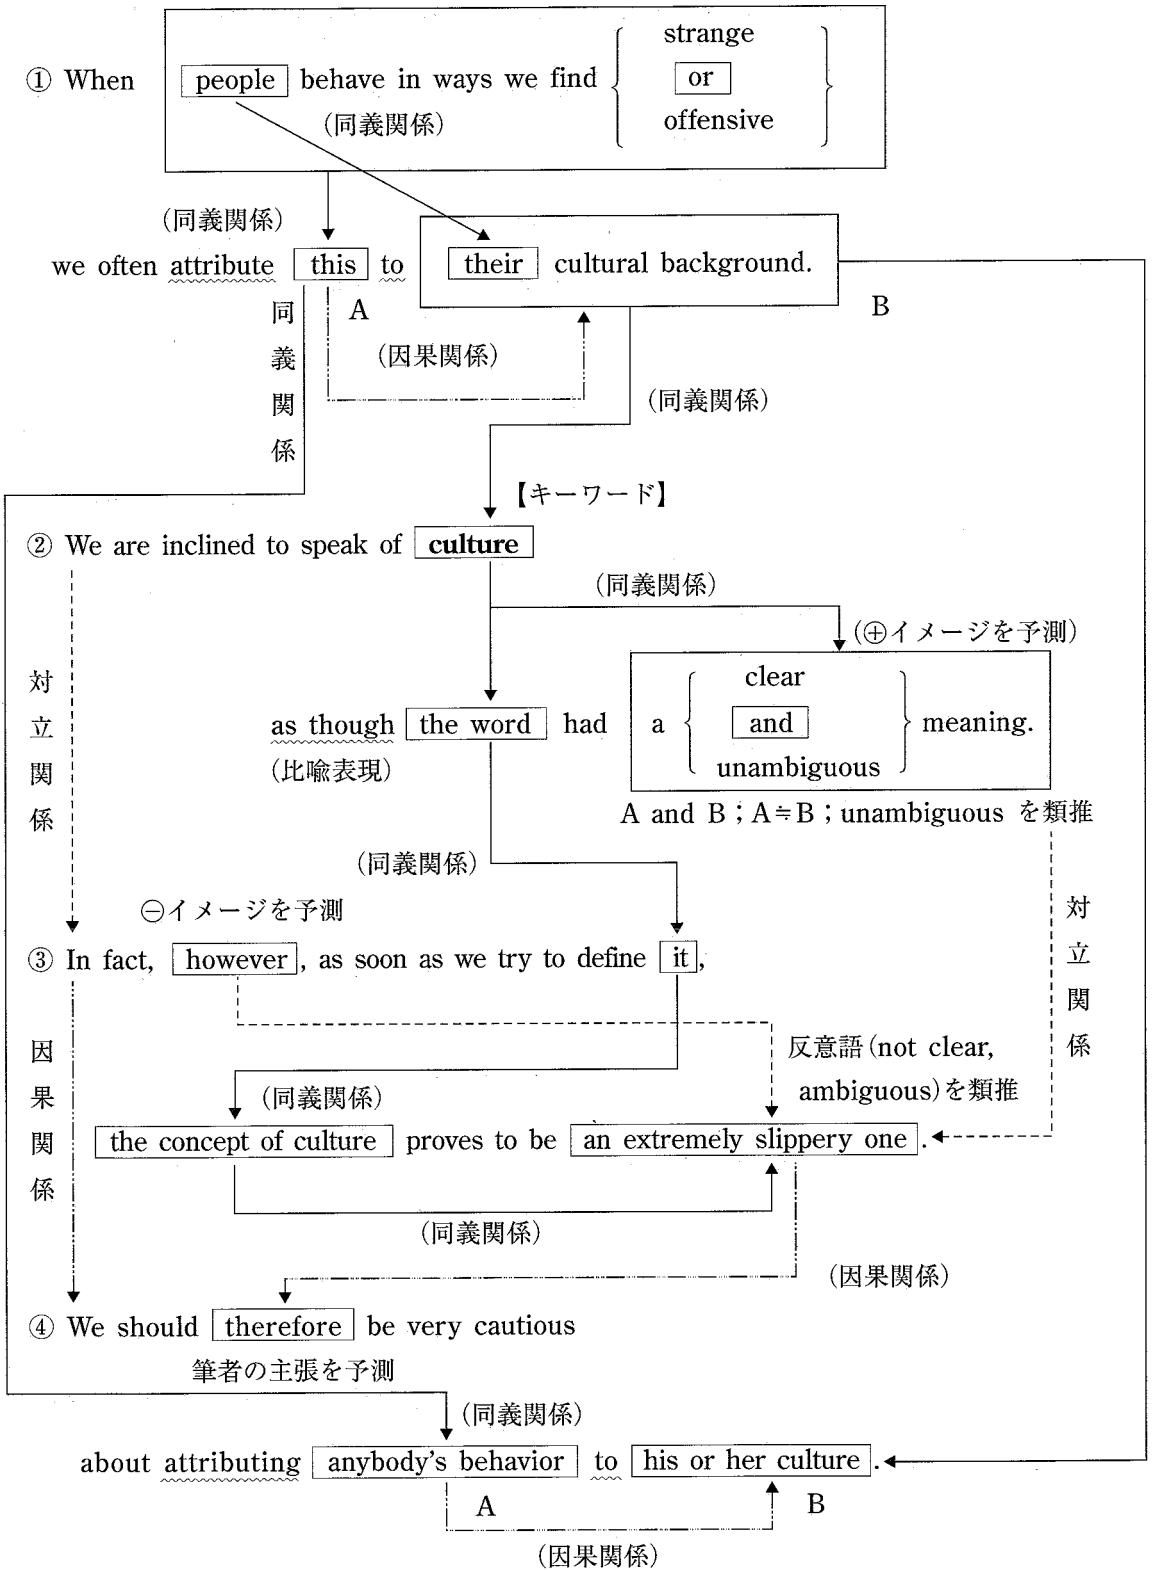 strange
① When people behave in ways we find or
(同義関係) offensive
(同義関係)
we often attribute this to their cultural background.
A B
同義関係
(因果関係)
(同義関係)
【キーワード】
② We are inclined to speak of culture
(同義関係)
(⊕イメージを予測)
対立関係
clear
as though the word had a and meaning.
(比喩表現) unambiguous
A and B ; A≒B ; unambiguous を類推
(同義関係)
⊖イメージを予測
対立関係
③ In fact, however, as soon as we try to define it,
因果関係
反意語(not clear,
ambiguous)を類推
(同義関係)
the concept of culture proves to be an extremely slippery one.
(同義関係)
(因果関係)
④ We should therefore be very cautious
筆者の主張を予測
(同義関係)
about attributing anybody's behavior to his or her culture.
A B
(因果関係)